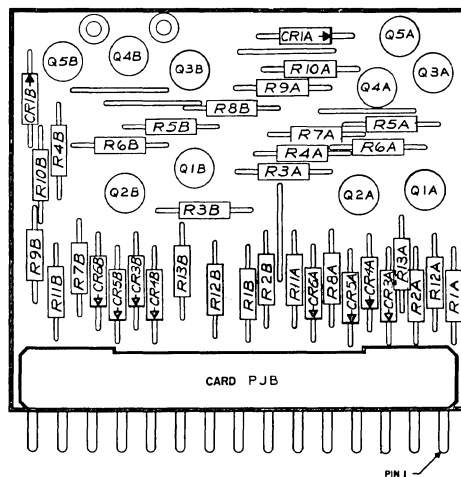 CR1A
Q5A
Q5B
Q4B
Q3B
Q3A
R10A
R9A
Q4A
CR1B
R8B
R5B
R7A
R5A
R4B
R6B
R4A
R6A
R10B
Q1B
R3A
Q2B
Q2A
Q1A
R3B
R9B
R11B
R7B
CR6B
CR5B
CR3B
CR4B
R13B
R12B
R1B
R2B
R11A
CR6A
R8A
CR5A
CR4A
CR3A
R13A
R2A
R12A
R1A
CARD PJB
PIN 1